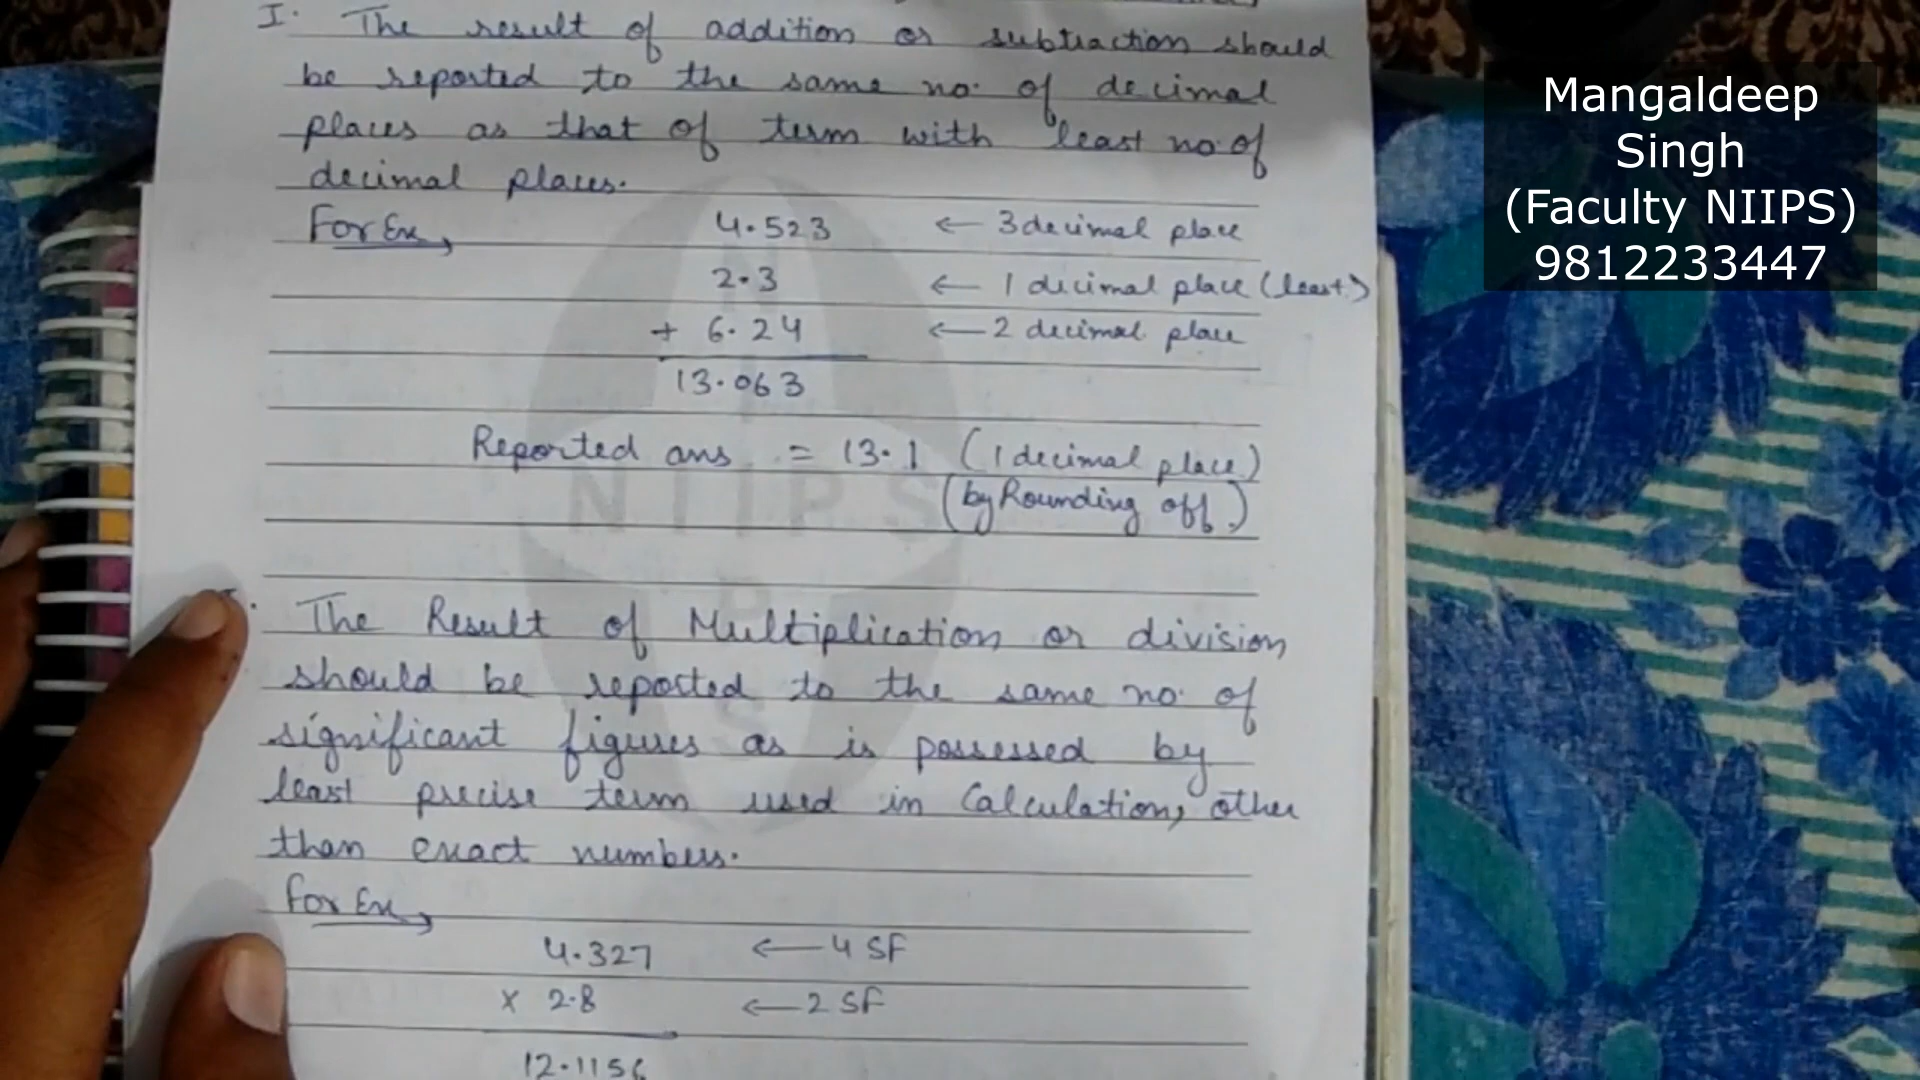 I. The result of addition or subtraction should
be reported to the same no. of decimal
places as that of term with least no. of
decimal places.
For Ex,
4.523 ← 3 decimal place
2.3 ← 1 decimal place (least)
+ 6.24 ← 2 decimal place
13.063
Reported ans = 13.1 (1 decimal place)
(by Rounding off.)
The Result of Multiplication or division
should be reported to the same no. of
significant figures as is possessed by
least precise term used in Calculation, other
than exact numbers.
For Ex,
4.327 ← 4 SF
x 2.8 ← 2 SF
12.1156
NIIPS
Mangaldeep
Singh
(Faculty NIIPS)
9812233447